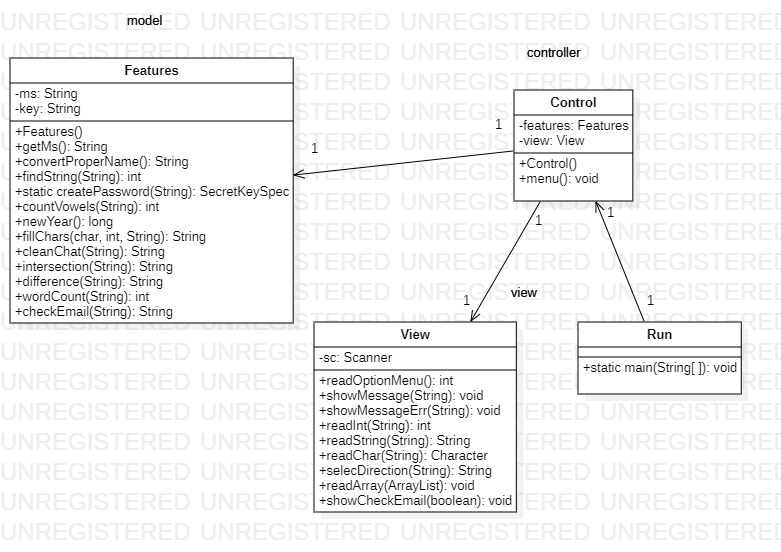 model
Features
-ms: String
-key: String
+Features()
+getMs(): String
+convertProperName(): String
+findString(String): int
+static createPassword(String): SecretKeySpec
+countVowels(String): int
+newYear(): long
+fillChars(char, int, String): String
+cleanChat(String): String
+intersection(String): String
+difference(String): String
+wordCount(String): int
+checkEmail(String): String
controller
Control
-features: Features
-view: View
+Control()
+menu(): void
1
1
1
1
1
1
view
View
-sc: Scanner
+readOptionMenu(): int
+showMessage(String): void
+showMessageErr(String): void
+readInt(String): int
+readString(String): String
+readChar(String): Character
+selecDirection(String): String
+readArray(ArrayList): void
+showCheckEmail(boolean): void
Run
+static main(String[ ]): void
UNREGISTERED UNREGISTERED UNREGISTERED UNREGISTERED